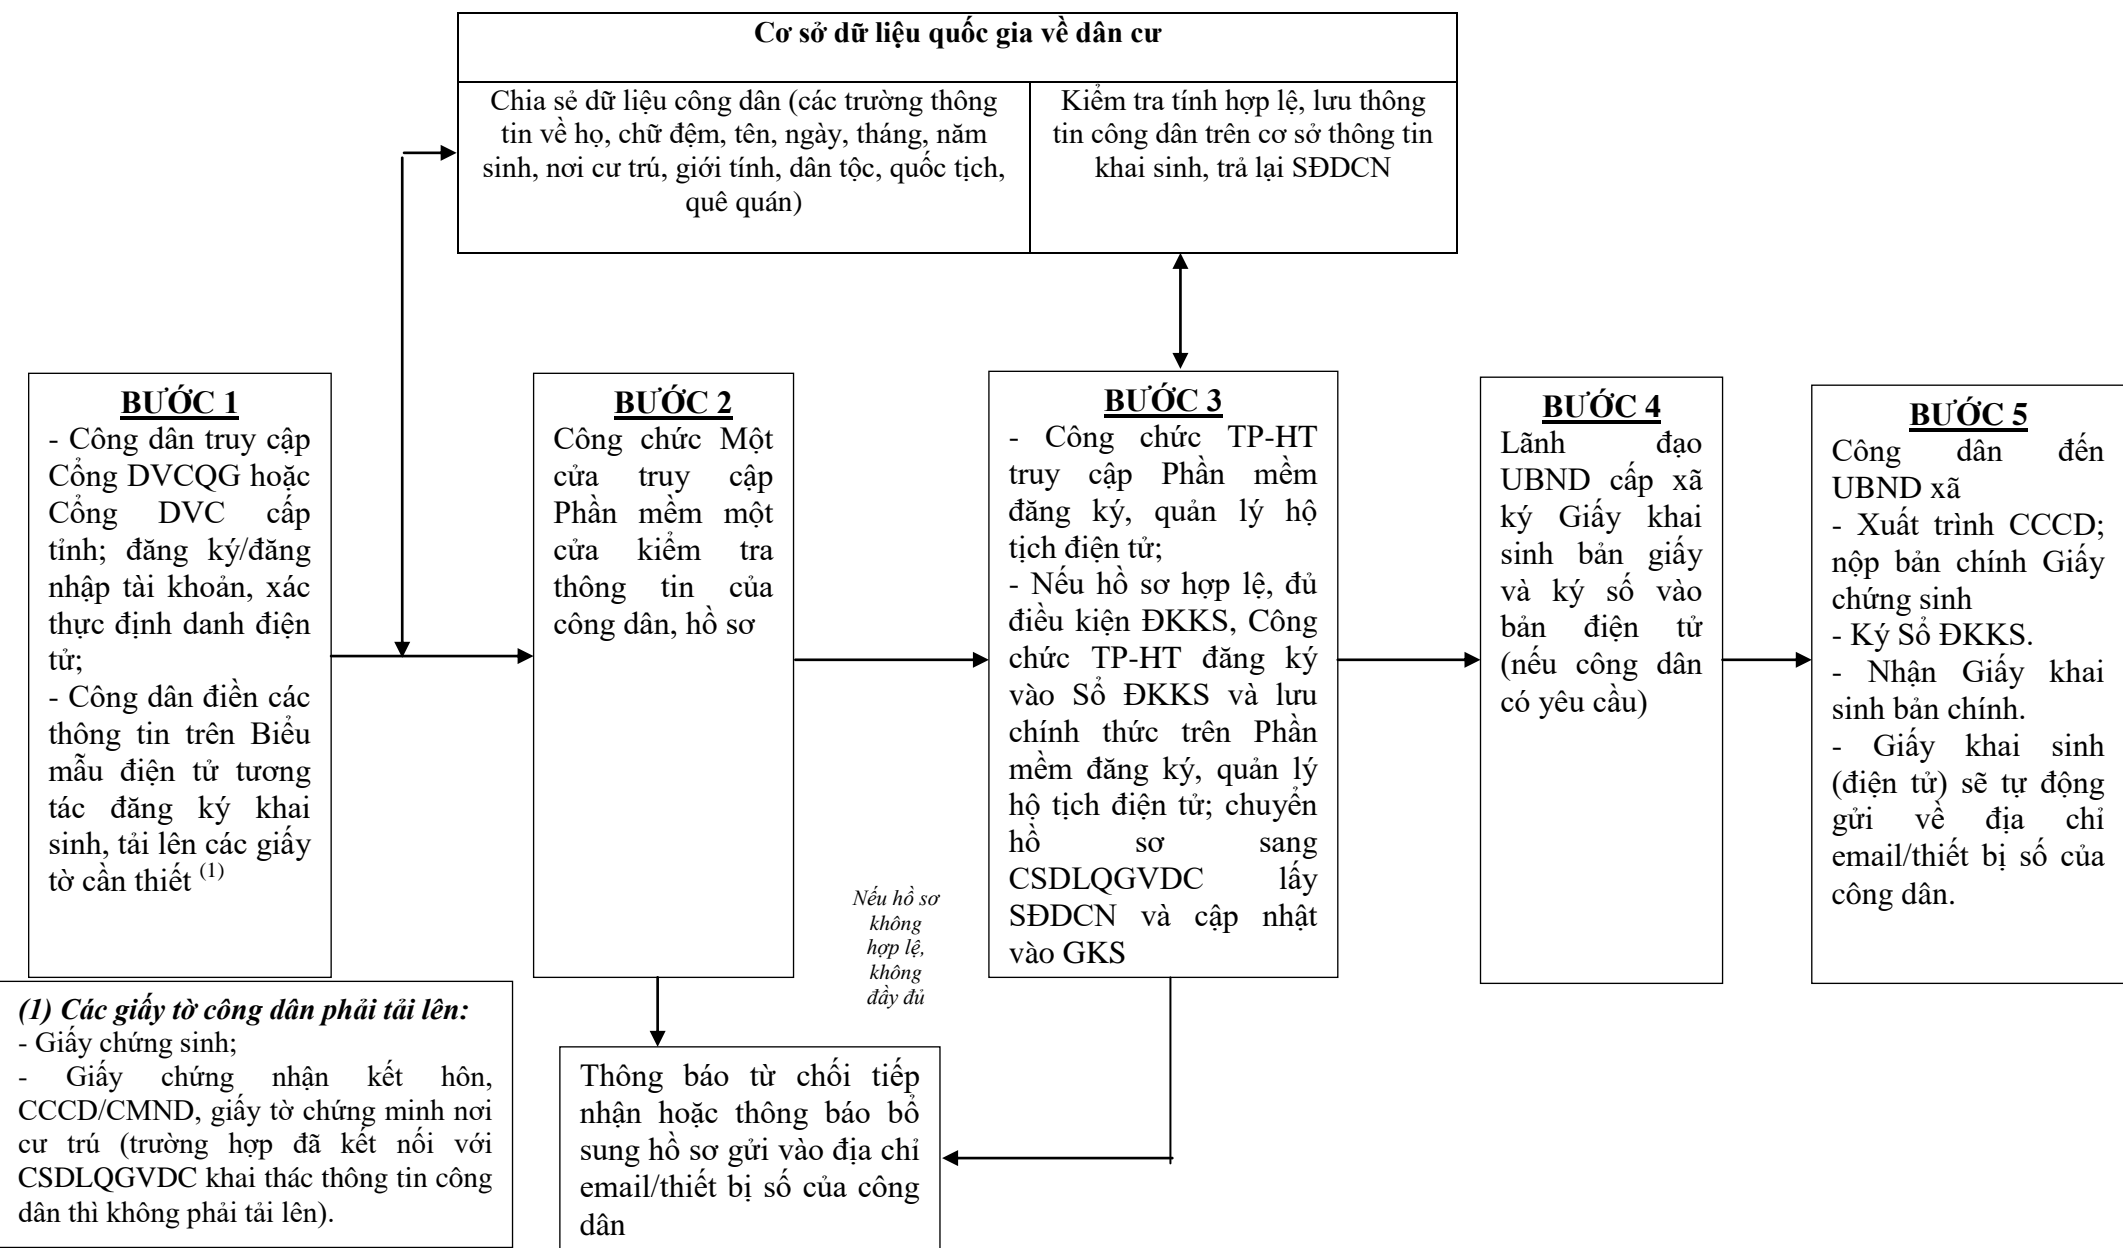 Cơ sở dữ liệu quốc gia về dân cư
Chia sẻ dữ liệu công dân (các trường thông
tin về họ, chữ đệm, tên, ngày, tháng, năm
sinh, nơi cư trú, giới tính, dân tộc, quốc tịch,
quê quán)
Kiểm tra tính hợp lệ, lưu thông
tin công dân trên cơ sở thông tin
khai sinh, trả lại SĐDCN
BƯỚC 1
- Công dân truy cập
Cổng DVCQG hoặc
Cổng DVC cấp
tỉnh; đăng ký/đăng
nhập tài khoản, xác
thực định danh điện
tử;
- Công dân điền các
thông tin trên Biểu
mẫu điện tử tương
tác đăng ký khai
sinh, tải lên các giấy
tờ cần thiết (1)
BƯỚC 2
Công chức Một
cửa truy cập
Phần mềm một
cửa kiểm tra
thông tin của
công dân, hồ sơ
BƯỚC 3
- Công chức TP-HT
truy cập Phần mềm
đăng ký, quản lý hộ
tịch điện tử;
- Nếu hồ sơ hợp lệ, đủ
điều kiện ĐKKS, Công
chức TP-HT đăng ký
vào Sổ ĐKKS và lưu
chính thức trên Phần
mềm đăng ký, quản lý
hộ tịch điện tử; chuyển
hồ sơ sang
CSDLQGVDC lấy
SĐDCN và cập nhật
vào GKS
BƯỚC 4
Lãnh đạo
UBND cấp xã
ký Giấy khai
sinh bản giấy
và ký số vào
bản điện tử
(nếu công dân
có yêu cầu)
BƯỚC 5
Công dân đến
UBND xã
- Xuất trình CCCD;
nộp bản chính Giấy
chứng sinh
- Ký Sổ ĐKKS.
- Nhận Giấy khai
sinh bản chính.
- Giấy khai sinh
(điện tử) sẽ tự động
gửi về địa chỉ
email/thiết bị số của
công dân.
Nếu hồ sơ
không
hợp lệ,
không
đầy đủ
(1) Các giấy tờ công dân phải tải lên:
- Giấy chứng sinh;
- Giấy chứng nhận kết hôn,
CCCD/CMND, giấy tờ chứng minh nơi
cư trú (trường hợp đã kết nối với
CSDLQGVDC khai thác thông tin công
dân thì không phải tải lên).
Thông báo từ chối tiếp
nhận hoặc thông báo bổ
sung hồ sơ gửi vào địa chỉ
email/thiết bị số của công
dân